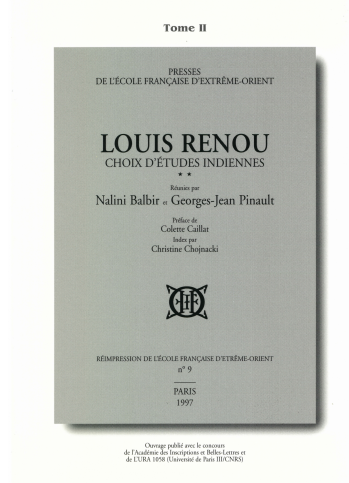 Tome II
PRESSES
DE L'ÉCOLE FRANÇAISE D'EXTRÊME-ORIENT
LOUIS RENOU
CHOIX D'ÉTUDES INDIENNES
★ ★
Réunies par
Nalini Balbir et Georges-Jean Pinault
Préface de
Colette Caillat
Index par
Christine Chojnacki
RÉIMPRESSION DE L'ÉCOLE FRANÇAISE D'EXTRÊME-ORIENT
n° 9
PARIS
1997
Ouvrage publié avec le concours
de l'Académie des Inscriptions et Belles-Lettres et
de L'URA 1058 (Université de Paris III/CNRS)